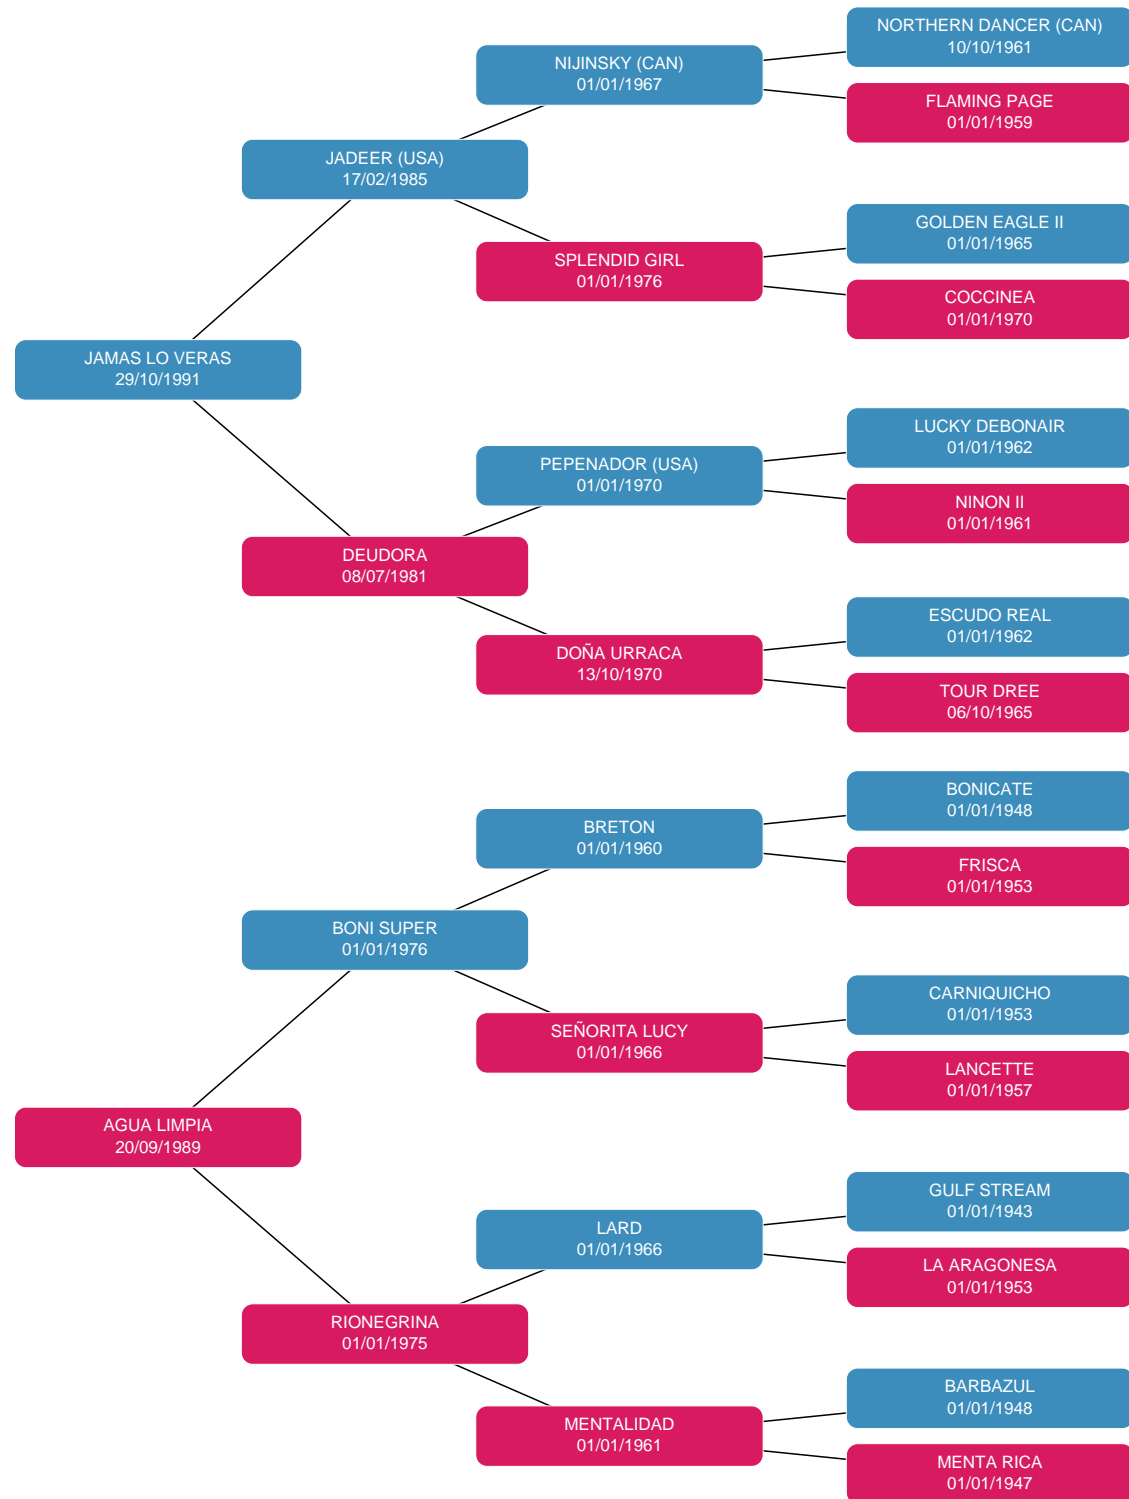 NORTHERN DANCER (CAN)
10/10/1961
NIJINSKY (CAN)
01/01/1967
FLAMING PAGE
01/01/1959
JADEER (USA)
17/02/1985
GOLDEN EAGLE II
01/01/1965
SPLENDID GIRL
01/01/1976
COCCINEA
01/01/1970
JAMAS LO VERAS
29/10/1991
LUCKY DEBONAIR
01/01/1962
PEPENADOR (USA)
01/01/1970
NINON II
01/01/1961
DEUDORA
08/07/1981
ESCUDO REAL
01/01/1962
DOÑA URRACA
13/10/1970
TOUR DREE
06/10/1965
BONICATE
01/01/1948
BRETON
01/01/1960
FRISCA
01/01/1953
BONI SUPER
01/01/1976
CARNIQUICHO
01/01/1953
SEÑORITA LUCY
01/01/1966
LANCETTE
01/01/1957
AGUA LIMPIA
20/09/1989
GULF STREAM
01/01/1943
LARD
01/01/1966
LA ARAGONESA
01/01/1953
RIONEGRINA
01/01/1975
BARBAZUL
01/01/1948
MENTALIDAD
01/01/1961
MENTA RICA
01/01/1947